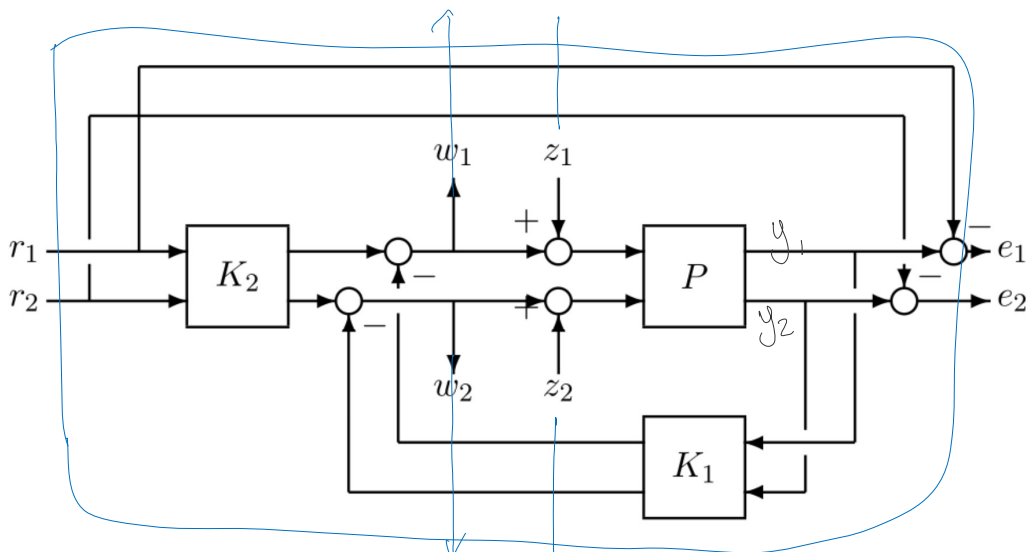 w₁ z₁
+ −
r₁ y₁ e₁
K₂ − P −
r₂ + e₂
− y₂
w₂ z₂
K₁